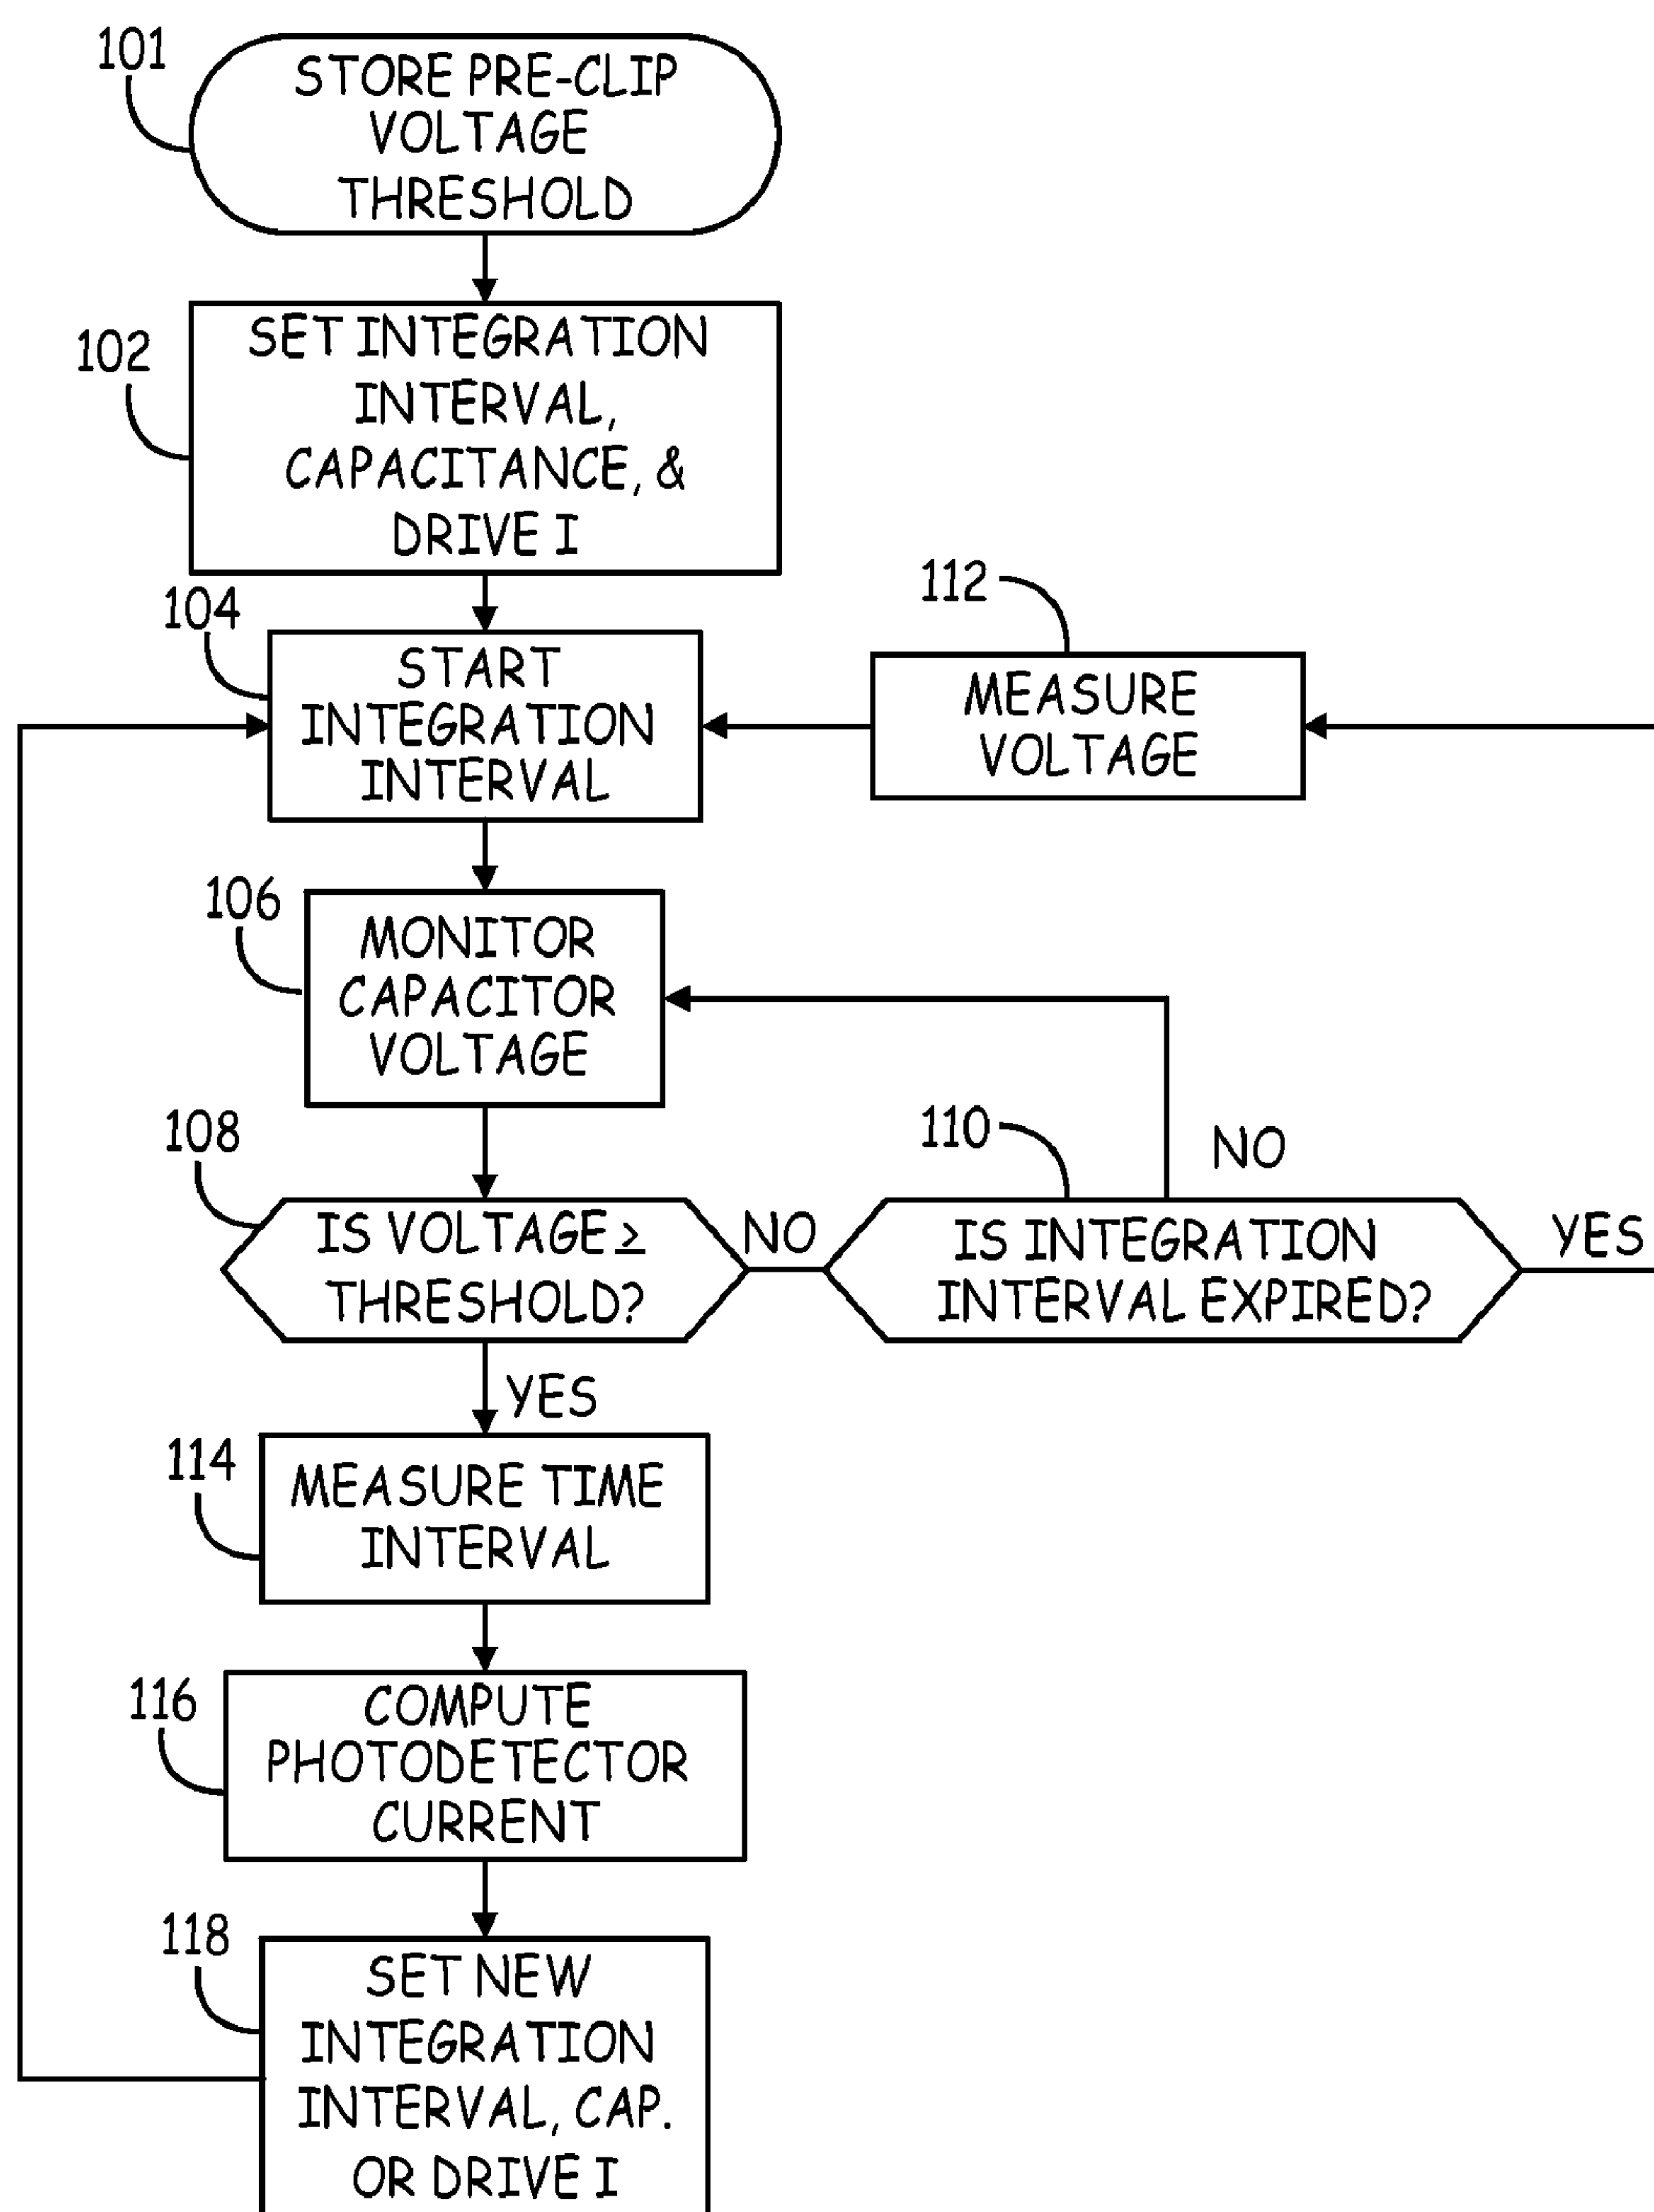 101
STORE PRE-CLIP
VOLTAGE
THRESHOLD
102
SET INTEGRATION
INTERVAL,
CAPACITANCE, &
DRIVE I
104
START
INTEGRATION
INTERVAL
112
MEASURE
VOLTAGE
106
MONITOR
CAPACITOR
VOLTAGE
108
IS VOLTAGE ≥
THRESHOLD?
NO
110
IS INTEGRATION
INTERVAL EXPIRED?
NO
YES
YES
114
MEASURE TIME
INTERVAL
116
COMPUTE
PHOTODETECTOR
CURRENT
118
SET NEW
INTEGRATION
INTERVAL, CAP.
OR DRIVE I